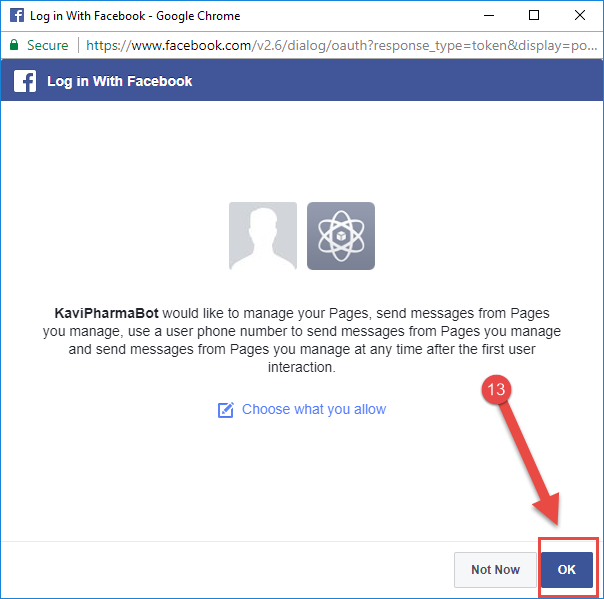 Log in With Facebook - Google Chrome
Secure https://www.facebook.com/v2.6/dialog/oauth?response_type=token&display=po...
Log in With Facebook
KaviPharmaBot would like to manage your Pages, send messages from Pages
you manage, use a user phone number to send messages from Pages you manage
and send messages from Pages you manage at any time after the first user
interaction.
13
Choose what you allow
Not Now OK